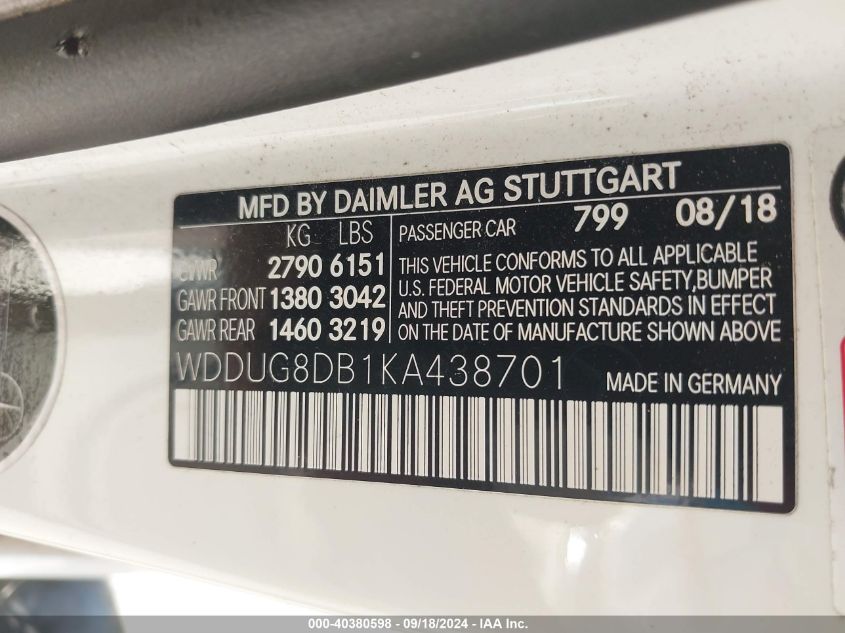 MFD BY DAIMLER AG STUTTGART
KG LBS
PASSENGER CAR 799 08/18
GVWR 2790 6151
GAWR FRONT 1380 3042
GAWR REAR 1460 3219
THIS VEHICLE CONFORMS TO ALL APPLICABLE
U.S. FEDERAL MOTOR VEHICLE SAFETY,BUMPER
AND THEFT PREVENTION STANDARDS IN EFFECT
ON THE DATE OF MANUFACTURE SHOWN ABOVE
WDDUG8DB1KA438701
MADE IN GERMANY
000-40380598 - 09/18/2024 - IAA Inc.